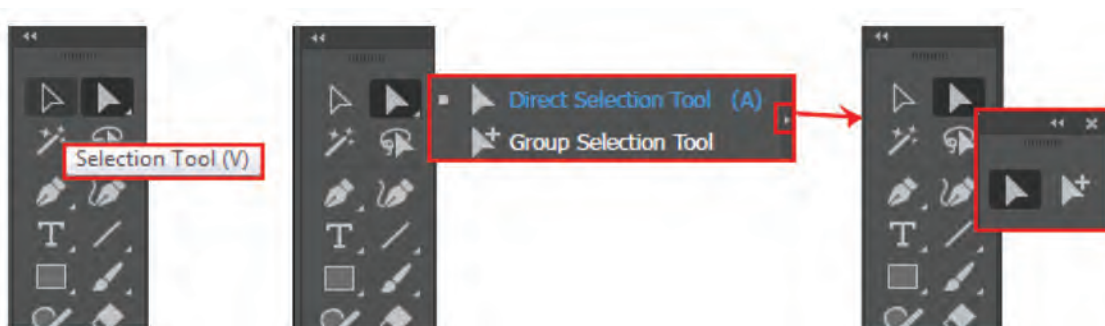 Selection Tool (V)
Direct Selection Tool (A)
Group Selection Tool